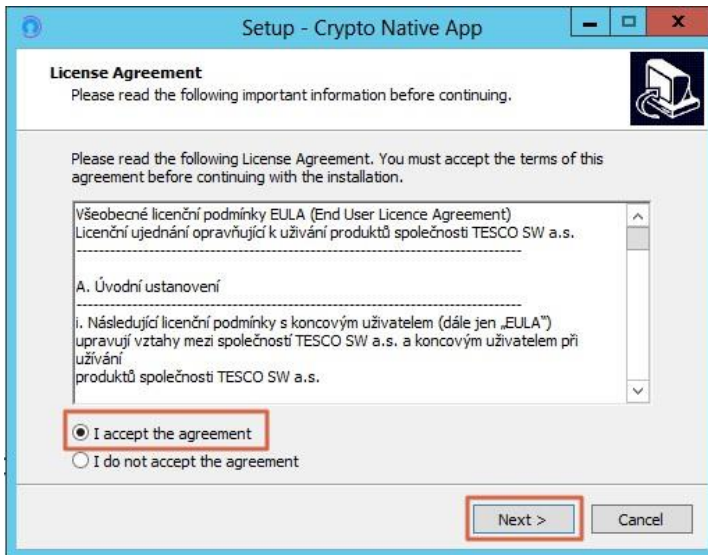 Setup - Crypto Native App
License Agreement
Please read the following important information before continuing.
Please read the following License Agreement. You must accept the terms of this
agreement before continuing with the installation.
Všeobecné licenční podmínky EULA (End User Licence Agreement)
Licenční ujednání opravňující k užívání produktů společnosti TESCO SW a.s.
--------------------------------------------------------------------------
A. Úvodní ustanovení
--------------------------------------------------------------------------
i. Následující licenční podmínky s koncovým uživatelem (dále jen „EULA“)
upravují vztahy mezi společností TESCO SW a.s. a koncovým uživatelem při
užívání
produktů společnosti TESCO SW a.s.
I accept the agreement
I do not accept the agreement
Next >
Cancel